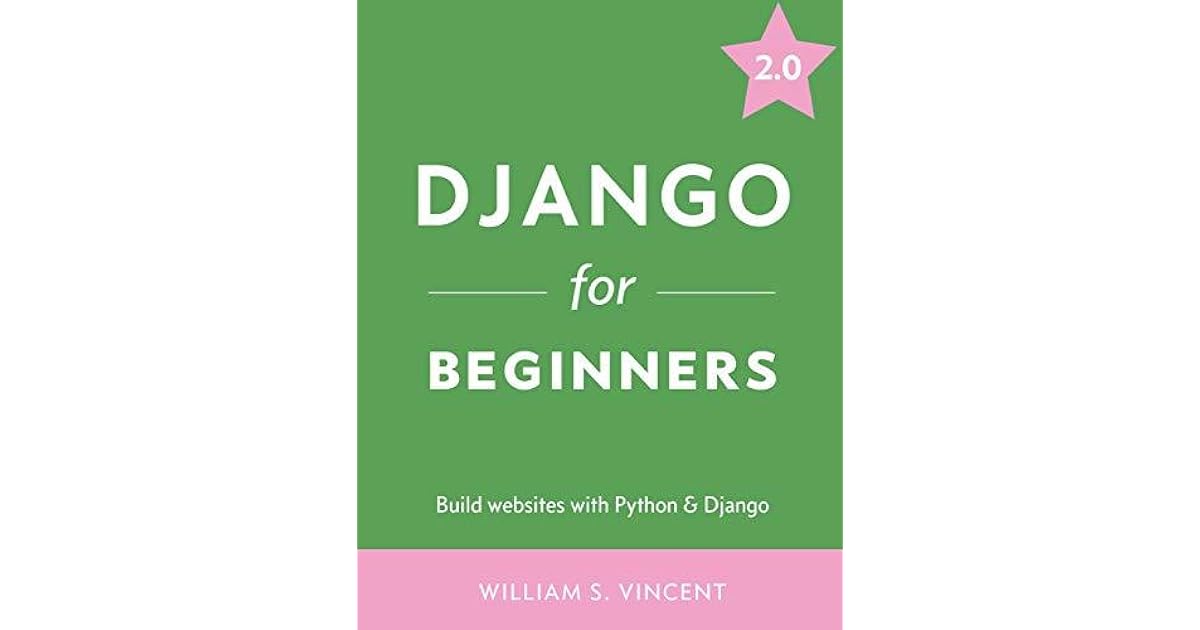 2.0
DJANGO
for
BEGINNERS
Build websites with Python & Django
WILLIAM S. VINCENT